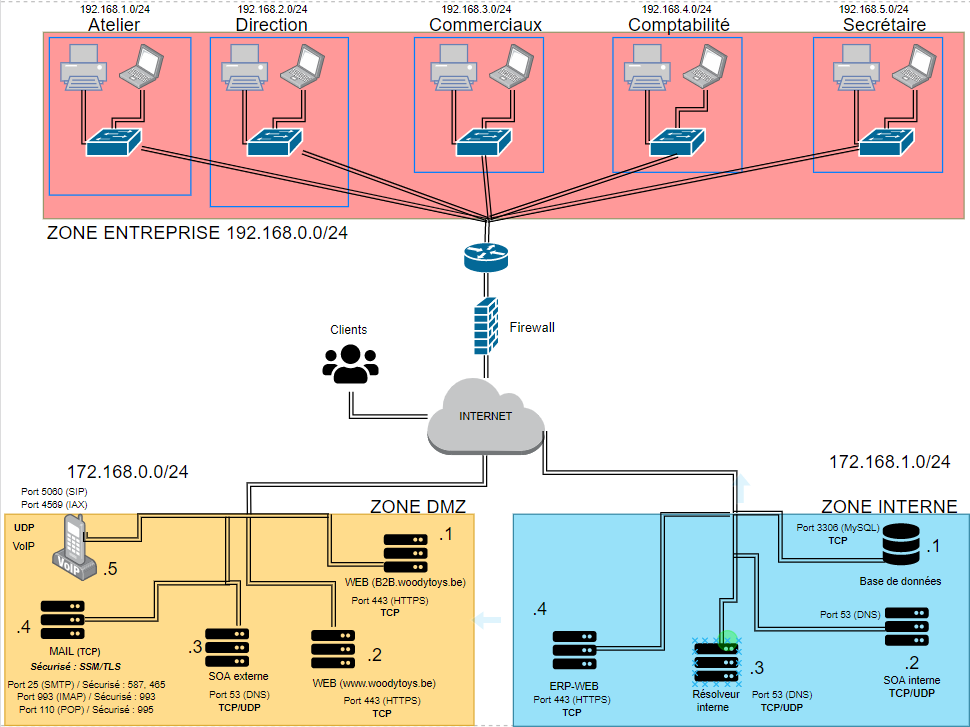 192.168.1.0/24
Atelier
192.168.2.0/24
Direction
192.168.3.0/24
Commerciaux
192.168.4.0/24
Comptabilité
192.168.5.0/24
Secrétaire
ZONE ENTREPRISE 192.168.0.0/24
Firewall
Clients
INTERNET
172.168.0.0/24
Port 5060 (SIP)
Port 4569 (IAX)
ZONE DMZ
UDP
VoIP
VoIP
.5
.1
WEB (B2B.woodytoys.be)
Port 443 (HTTPS)
TCP
.4
MAIL (TCP)
Sécurisé : SSM/TLS
Port 25 (SMTP) / Sécurisé : 587, 465
Port 993 (IMAP) / Sécurisé : 993
Port 110 (POP) / Sécurisé : 995
.3
SOA externe
Port 53 (DNS)
TCP/UDP
.2
WEB (www.woodytoys.be)
Port 443 (HTTPS)
TCP
172.168.1.0/24
ZONE INTERNE
Port 3306 (MySQL)
TCP
.1
Base de données
.4
ERP-WEB
Port 443 (HTTPS)
TCP
.3
Résolveur
interne
Port 53 (DNS)
TCP/UDP
Port 53 (DNS)
.2
SOA interne
TCP/UDP